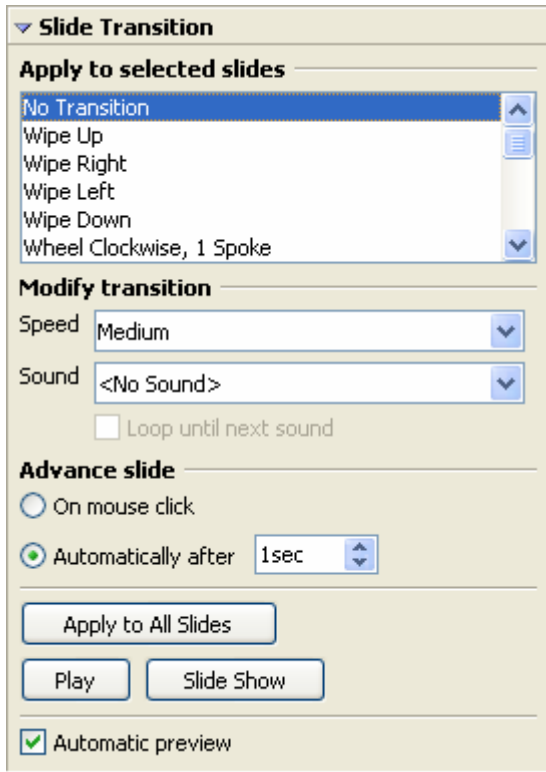 Slide Transition
Apply to selected slides
No Transition
Wipe Up
Wipe Right
Wipe Left
Wipe Down
Wheel Clockwise, 1 Spoke
Modify transition
Speed Medium
Sound <No Sound>
Loop until next sound
Advance slide
On mouse click
Automatically after 1sec
Apply to All Slides
Play Slide Show
Automatic preview